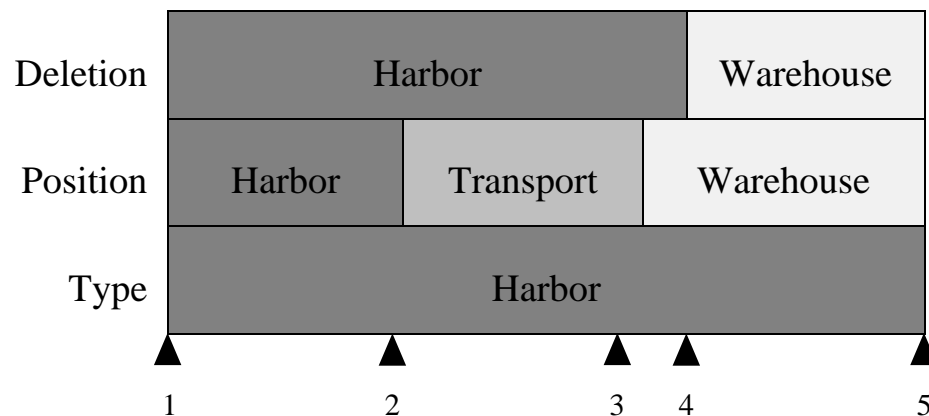 Deletion Harbor Warehouse
Position Harbor Transport Warehouse
Type Harbor
1 2 3 4 5